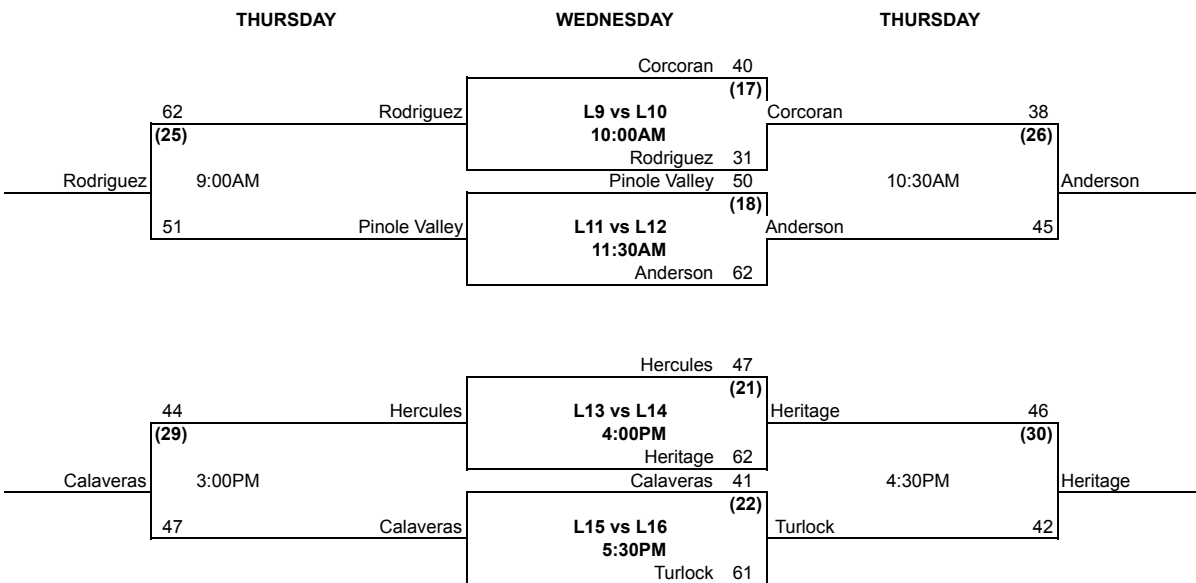 THURSDAY WEDNESDAY THURSDAY
Corcoran 40
(17)
62 Rodriguez L9 vs L10 Corcoran 38
(25) 10:00AM (26)
Rodriguez 31
Rodriguez 9:00AM Pinole Valley 50 10:30AM Anderson
(18)
51 Pinole Valley L11 vs L12 Anderson 45
11:30AM
Anderson 62
Hercules 47
(21)
44 Hercules L13 vs L14 Heritage 46
(29) 4:00PM (30)
Heritage 62
Calaveras 3:00PM Calaveras 41 4:30PM Heritage
(22)
47 Calaveras L15 vs L16 Turlock 42
5:30PM
Turlock 61